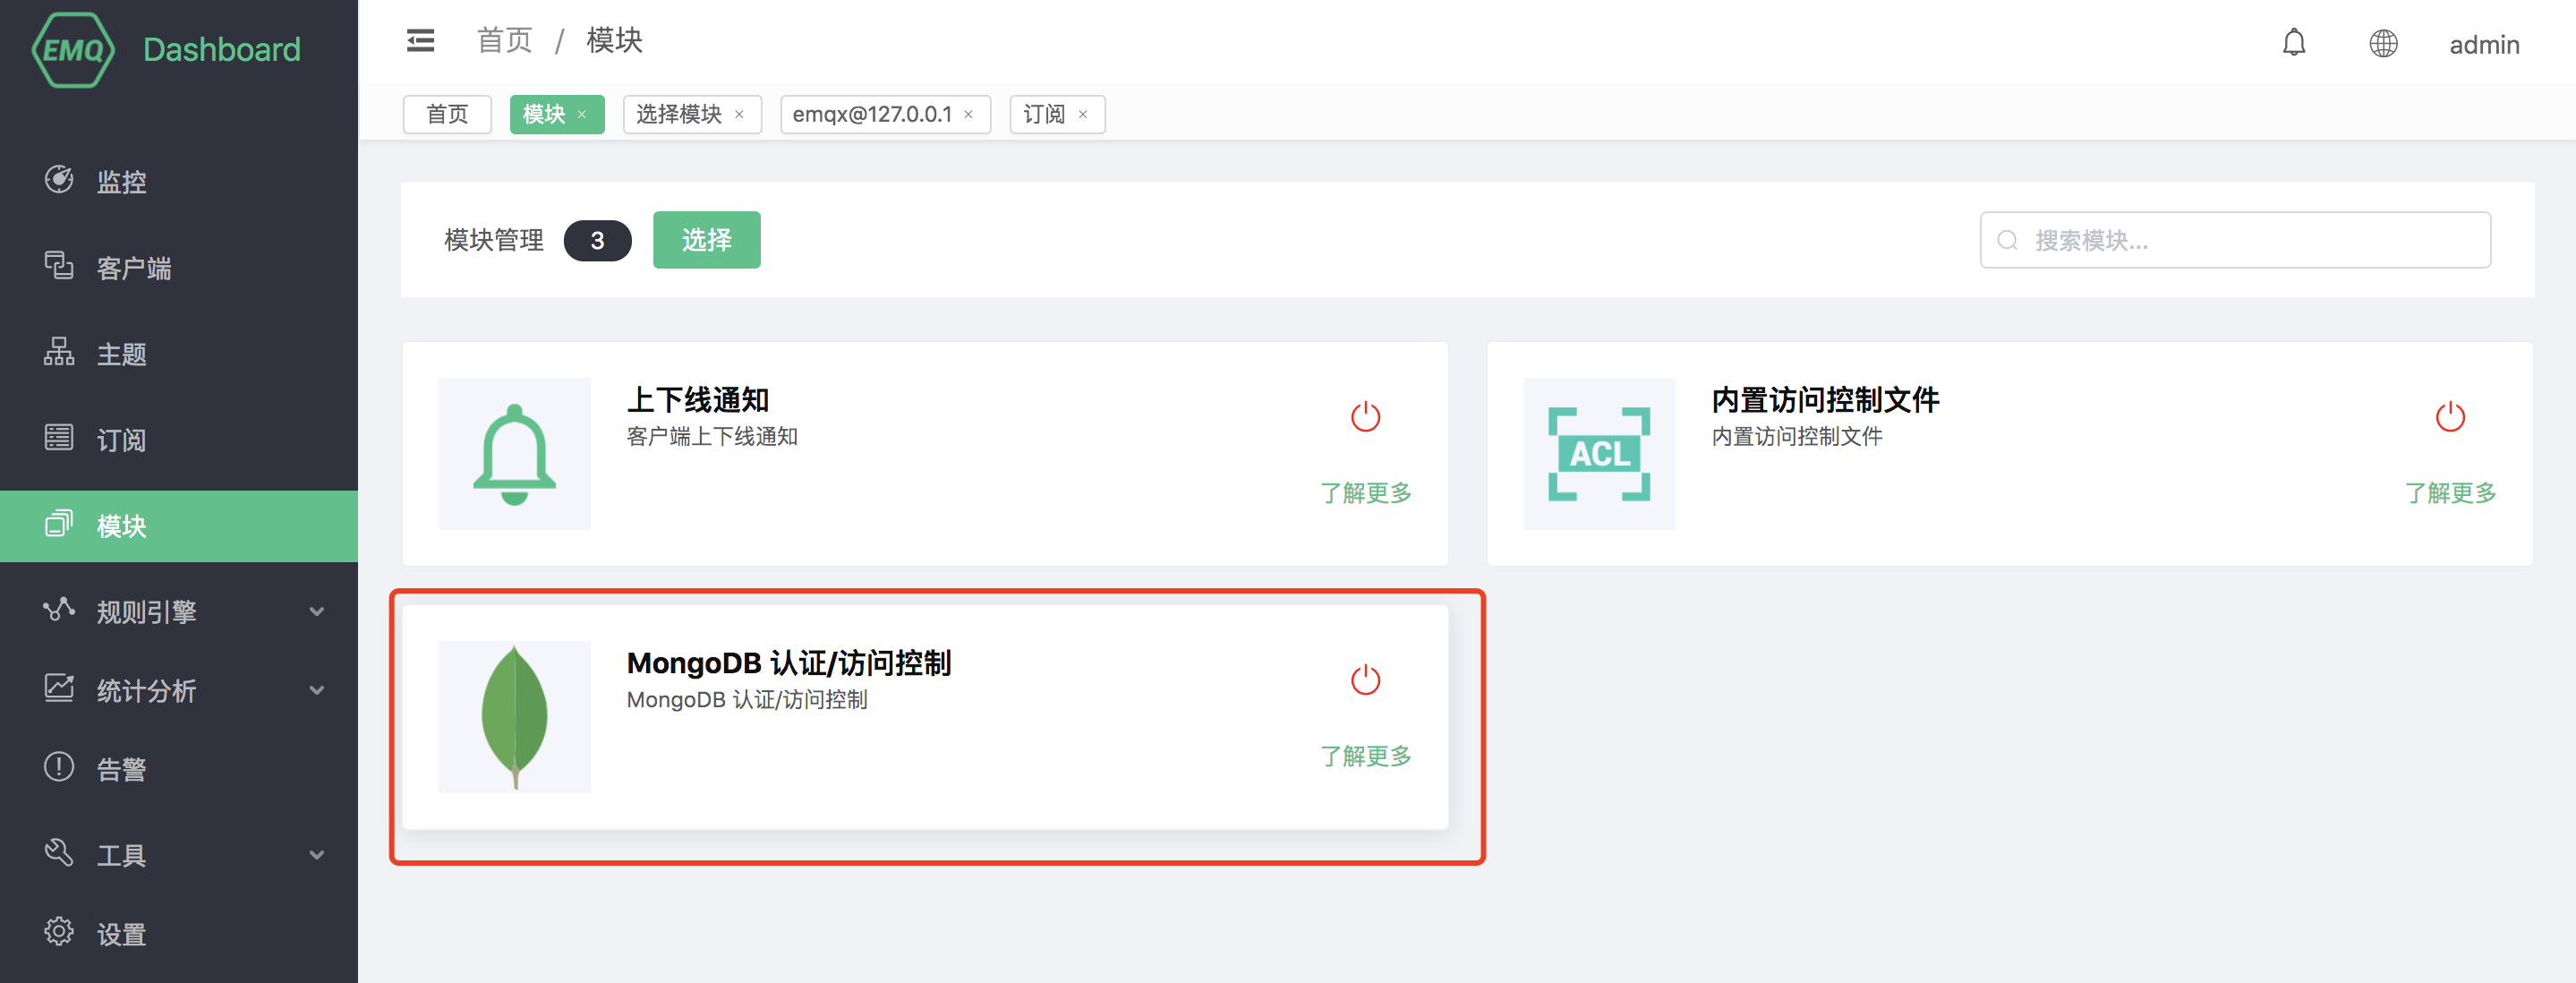 EMQ Dashboard
首页 / 模块
admin
首页 模块 × 选择模块 × emqx@127.0.0.1 × 订阅 ×
监控
客户端
主题
订阅
模块
规则引擎
统计分析
告警
工具
设置
模块管理 3 选择
搜索模块...
上下线通知
客户端上下线通知
了解更多
ACL
内置访问控制文件
内置访问控制文件
了解更多
MongoDB 认证/访问控制
MongoDB 认证/访问控制
了解更多